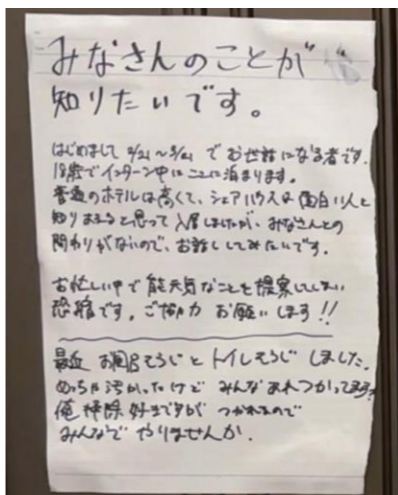 みなさんのことが
知りたいです。
はじめまして 2/21〜3/21 でお世話になる者です。
18歳でインターン中にここに泊まります。
普通のホテルは高くて、シェアハウスは面白い人と
知りあえると思って入居しましたが、みなさんとの
関わりがないので、お話ししてみたいです。
お忙しい中で能天気なことを提案してしまい
恐縮です。ご協力お願いします!!
最近お風呂そうじとトイレそうじしました。
めっちゃ汚かったけどみんなあれつかってます?
俺掃除好きですが つかれるので
みんなで やりませんか。